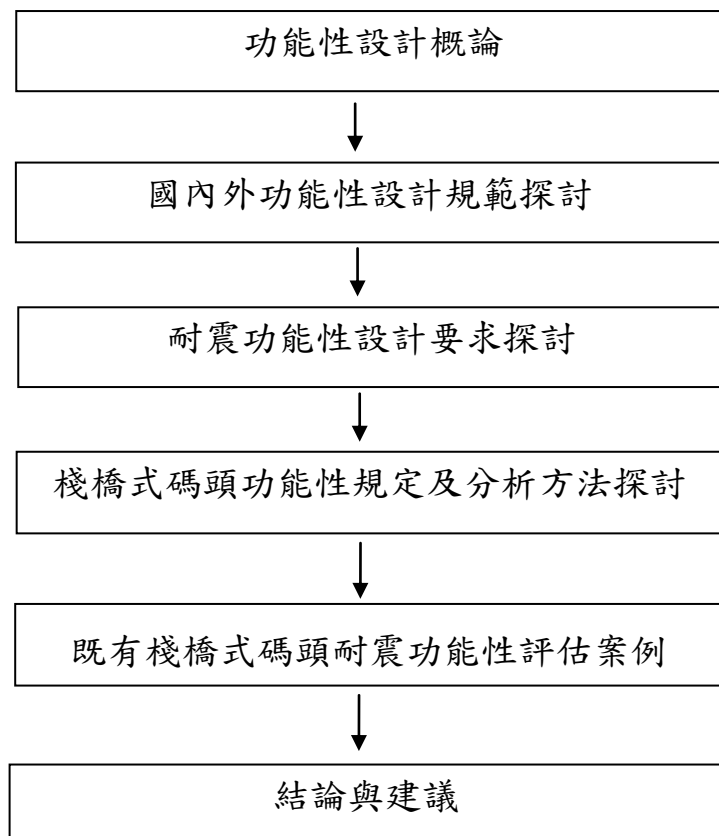 功能性設計概論
國內外功能性設計規範探討
耐震功能性設計要求探討
棧橋式碼頭功能性規定及分析方法探討
既有棧橋式碼頭耐震功能性評估案例
結論與建議